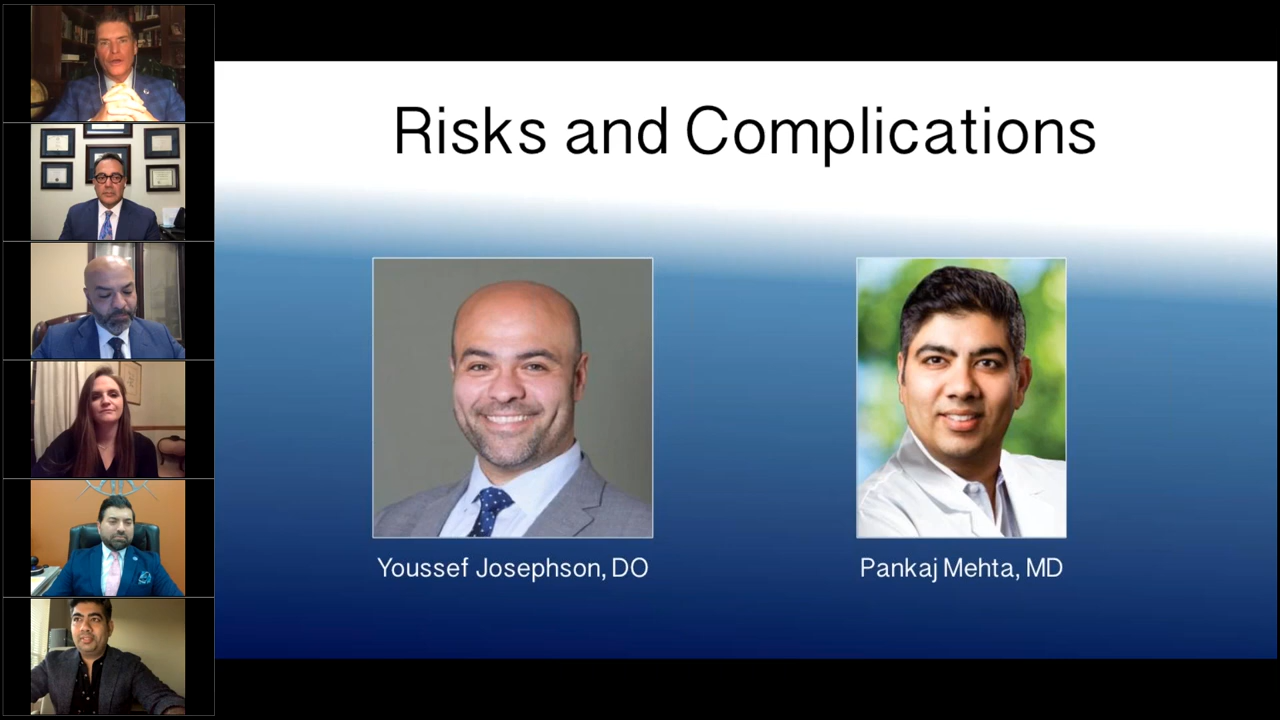 Risks and Complications
Youssef Josephson, DO
Pankaj Mehta, MD